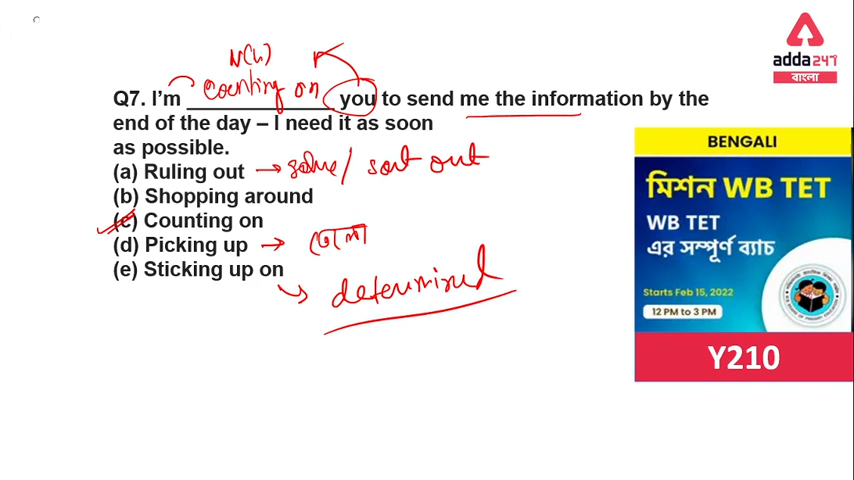 N(h)
counting on
Q7. I'm ____________ you to send me the information by the
end of the day – I need it as soon
as possible.
(a) Ruling out → solve/ sort out
(b) Shopping around
(c) Counting on
(d) Picking up → তোলা
(e) Sticking up on
determined
adda247
বাংলা
BENGALI
মিশন WB TET
WB TET
এর সম্পূর্ণ ব্যাচ
Starts Feb 15, 2022
12 PM to 3 PM
Y210